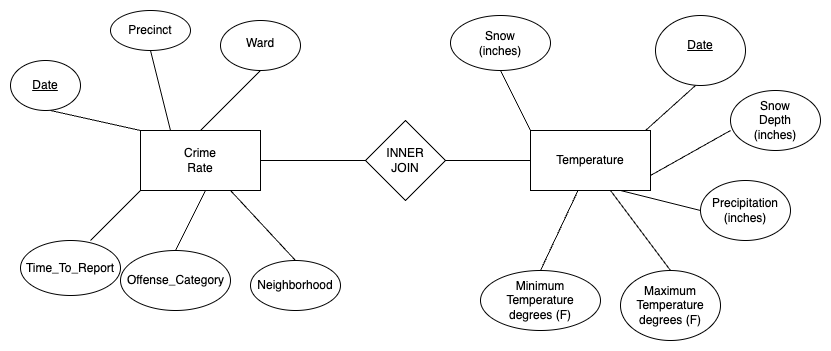 Precinct
Ward
Date
Snow
(inches)
Date
Snow
Depth
(inches)
Crime
Rate
INNER
JOIN
Temperature
Precipitation
(inches)
Time_To_Report
Offense_Category
Neighborhood
Minimum
Temperature
degrees (F)
Maximum
Temperature
degrees (F)